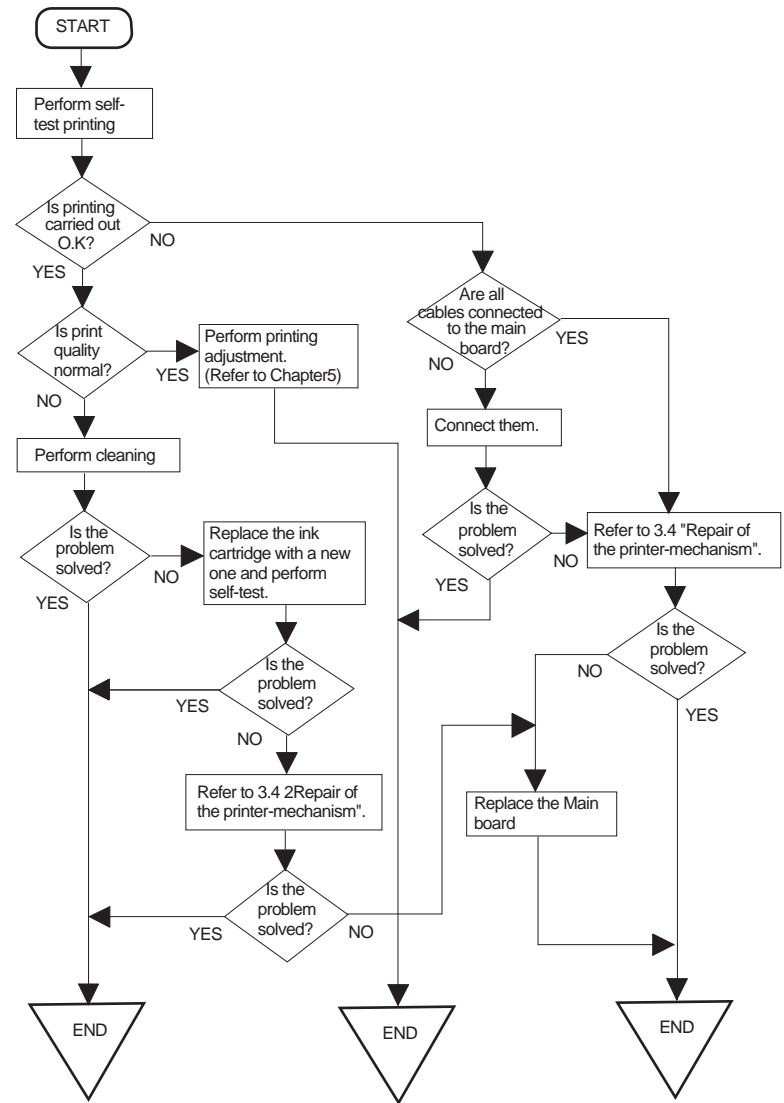 START
Perform self-
test printing
Is printing
carried out
O.K?
NO
YES
Are all
cables connected
to the main
board?
YES
NO
Is print
quality
normal?
YES
NO
Perform printing
adjustment.
(Refer to Chapter5)
Connect them.
Perform cleaning
Is the
problem
solved?
NO
YES
Replace the ink
cartridge with a new
one and perform
self-test.
Is the
problem
solved?
NO
YES
Refer to 3.4 "Repair of
the printer-mechanism".
Is the
problem
solved?
YES
NO
Is the
problem
solved?
NO
YES
Refer to 3.4 2Repair of
the printer-mechanism".
Replace the Main
board
Is the
problem
solved?
YES
NO
END
END
END